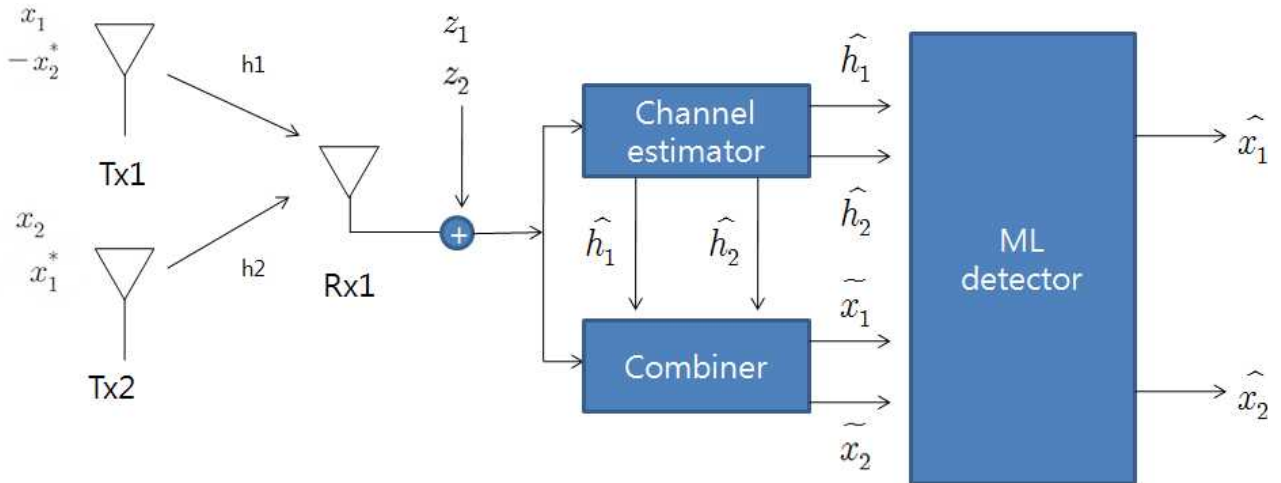 x₁
−x₂*
h1
Tx1
x₂
x₁*
h2
Tx2
Rx1
z₁
z₂
+
Channel
estimator
ĥ₁
ĥ₂
ĥ₁
ĥ₂
Combiner
x̃₁
x̃₂
ML
detector
x̂₁
x̂₂